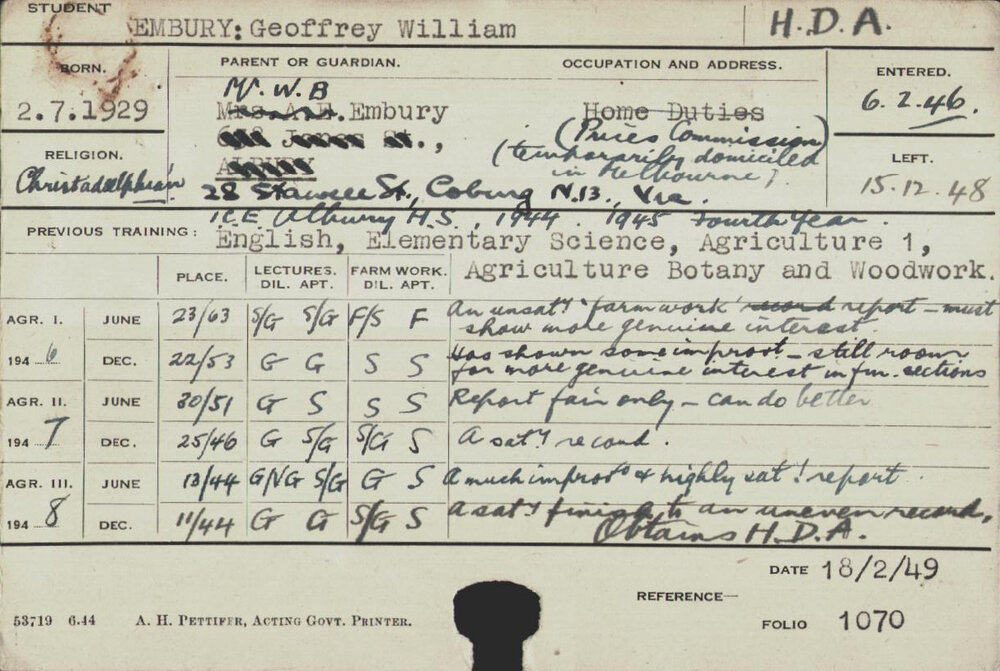 STUDENT
EMBURY: Geoffrey William H.D.A.
BORN. PARENT OR GUARDIAN. OCCUPATION AND ADDRESS. ENTERED.
Mr. W. B
2.7.1929 Mrs. A.E. Embury Home Duties 6.2.46.
Jones St., (Prices Commission)
RELIGION. ALBURY (temporarily domiciled LEFT.
in Melbourne)
Christadelphian 28 St., Coburg N.13., Vic. 15.12.48
Albury H.S., 1944. 1945 Fourth Year.
PREVIOUS TRAINING: English, Elementary Science, Agriculture 1,
Agriculture Botany and Woodwork.
PLACE. LECTURES. DIL. APT. FARM WORK. DIL. APT.
AGR. I. JUNE 23/63 S/G S/G F/S F An unsaty 'farm work' record report - must
show more genuine interest.
194 6 DEC. 22/53 G G S S Has shown some improvt - still room
for more genuine interest in fm. sections
AGR. II. JUNE 30/51 G S S S Report fair only - can do better
194 7 DEC. 25/46 G S/G S/G S A saty record.
AGR. III. JUNE 13/44 G/VG S/G G S A much improvd & highly saty report
194 8 DEC. 11/44 G G S/G S A saty finish to an uneven record.
Obtains H.D.A.
DATE 18/2/49
REFERENCE—
53719 6.44 A. H. PETTIFER, ACTING GOVT. PRINTER.
FOLIO 1070